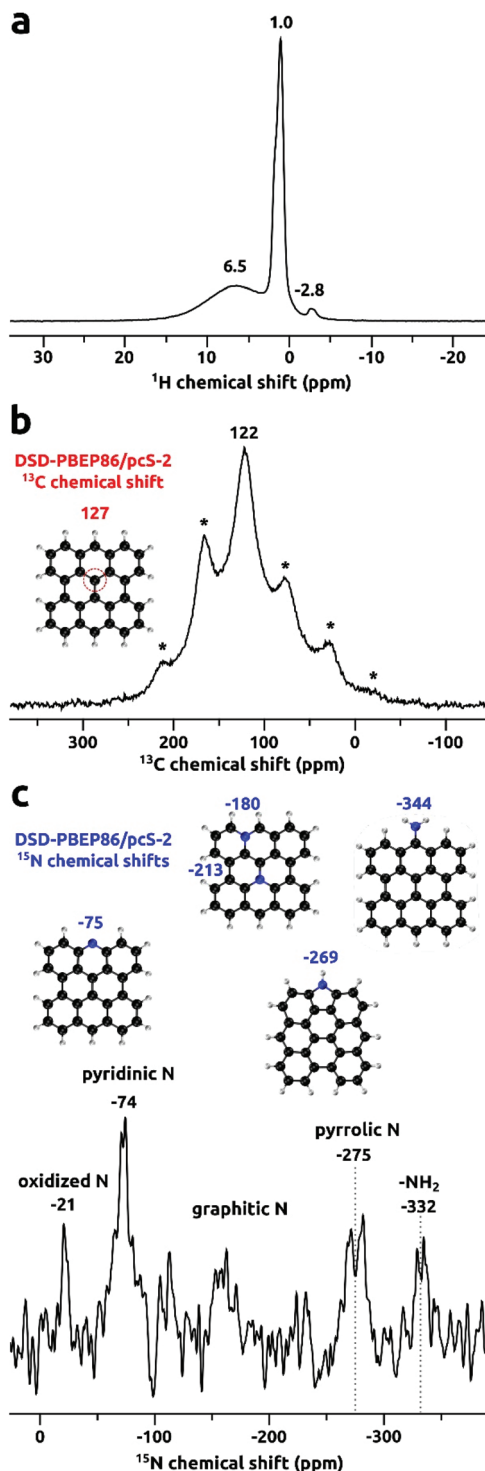 a
1.0
6.5
-2.8
30 20 10 0 -10 -20
¹H chemical shift (ppm)
b
122
DSD-PBEP86/pcS-2
¹³C chemical shift
127
* * * * *
300 200 100 0 -100
¹³C chemical shift (ppm)
c
-180
-344
DSD-PBEP86/pcS-2
¹⁵N chemical shifts
-213
-75
-269
pyridinic N
-74
pyrrolic N
-275
oxidized N
-21
graphitic N
-NH₂
-332
0 -100 -200 -300
¹⁵N chemical shift (ppm)